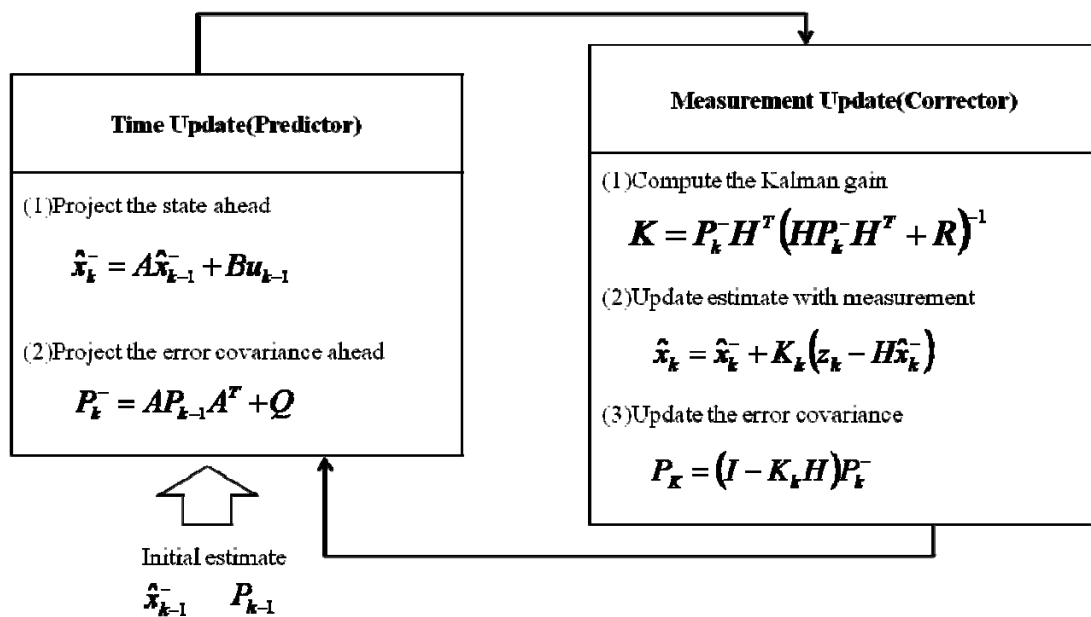 Time Update(Predictor)
(1)Project the state ahead
x̂ₖ⁻ = Ax̂ₖ₋₁⁻ + Buₖ₋₁
(2)Project the error covariance ahead
Pₖ⁻ = APₖ₋₁Aᵀ + Q
Initial estimate
x̂ₖ₋₁⁻ Pₖ₋₁
Measurement Update(Corrector)
(1)Compute the Kalman gain
K = Pₖ⁻Hᵀ(HPₖ⁻Hᵀ + R)⁻¹
(2)Update estimate with measurement
x̂ₖ = x̂ₖ⁻ + Kₖ(zₖ − Hx̂ₖ⁻)
(3)Update the error covariance
P_K = (I − KₖH)Pₖ⁻